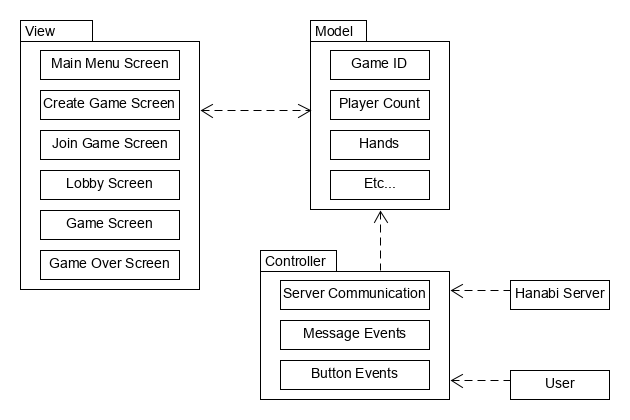 View
Main Menu Screen
Create Game Screen
Join Game Screen
Lobby Screen
Game Screen
Game Over Screen
Model
Game ID
Player Count
Hands
Etc...
Controller
Server Communication
Message Events
Button Events
Hanabi Server
User